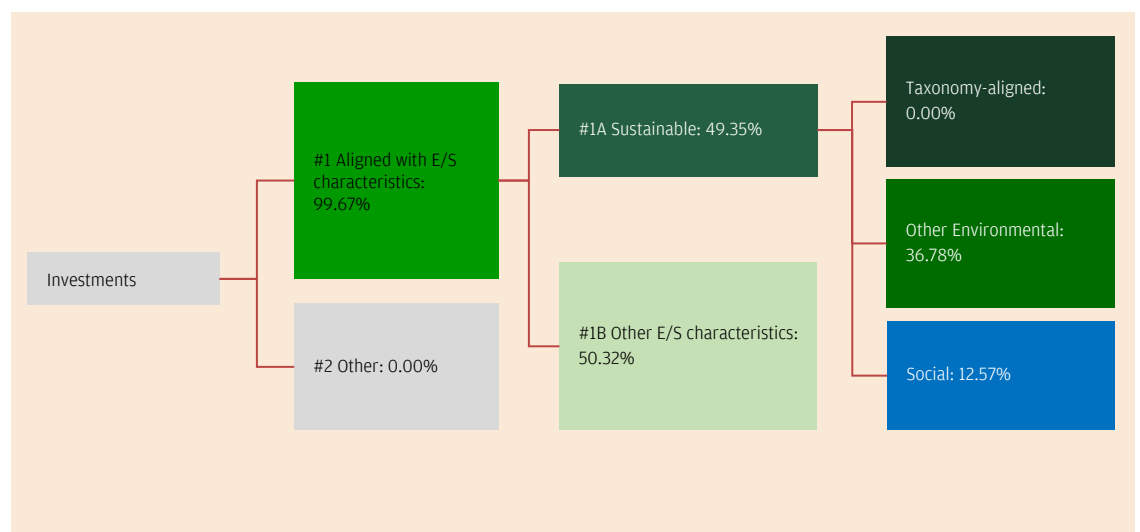 Investments
#1 Aligned with E/S
characteristics:
99.67%
#2 Other: 0.00%
#1A Sustainable: 49.35%
#1B Other E/S characteristics:
50.32%
Taxonomy-aligned:
0.00%
Other Environmental:
36.78%
Social: 12.57%